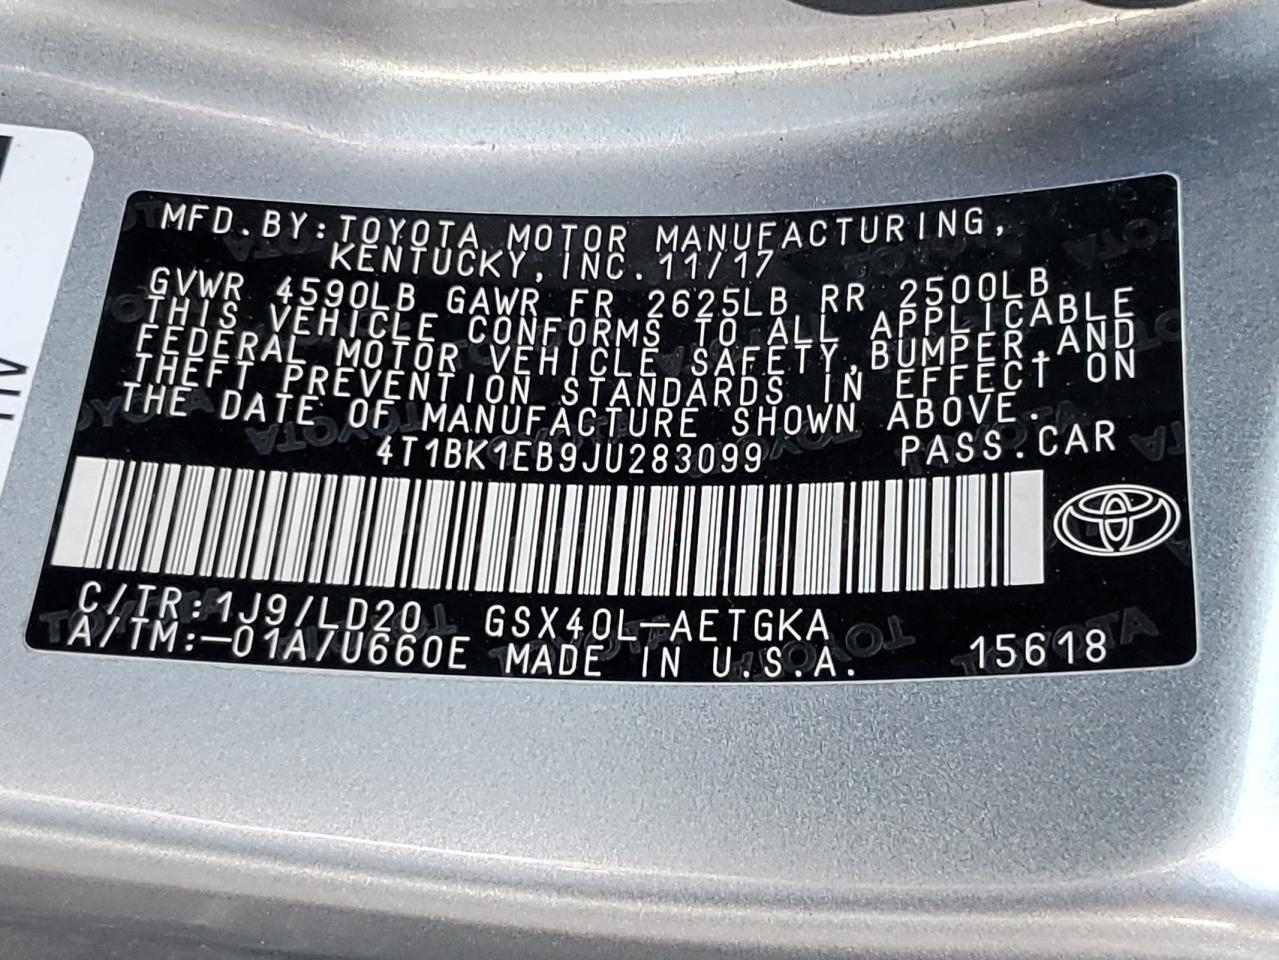 MFD.BY:TOYOTA MOTOR MANUFACTURING,
KENTUCKY, INC. 11/17
GVWR 4590LB GAWR FR 2625LB RR 2500LB
THIS VEHICLE CONFORMS TO ALL APPLICABLE
FEDERAL MOTOR VEHICLE SAFETY, BUMPER, AND
THEFT PREVENTION STANDARDS IN EFFECT ON
THE DATE OF MANUFACTURE SHOWN ABOVE.
4T1BK1EB9JU283099 PASS.CAR
C/TR:1J9/LD20 GSX40L-AETGKA
A/TM:-01A/U660E MADE IN U.S.A. 15618